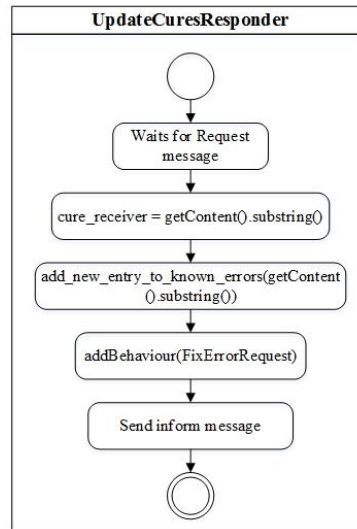 UpdateCuresResponder
Waits for Request
message
cure_receiver = getContent().substring()
add_new_entry_to_known_errors(getContent
().substring())
addBehaviour(FixErrorRequest)
Send inform message